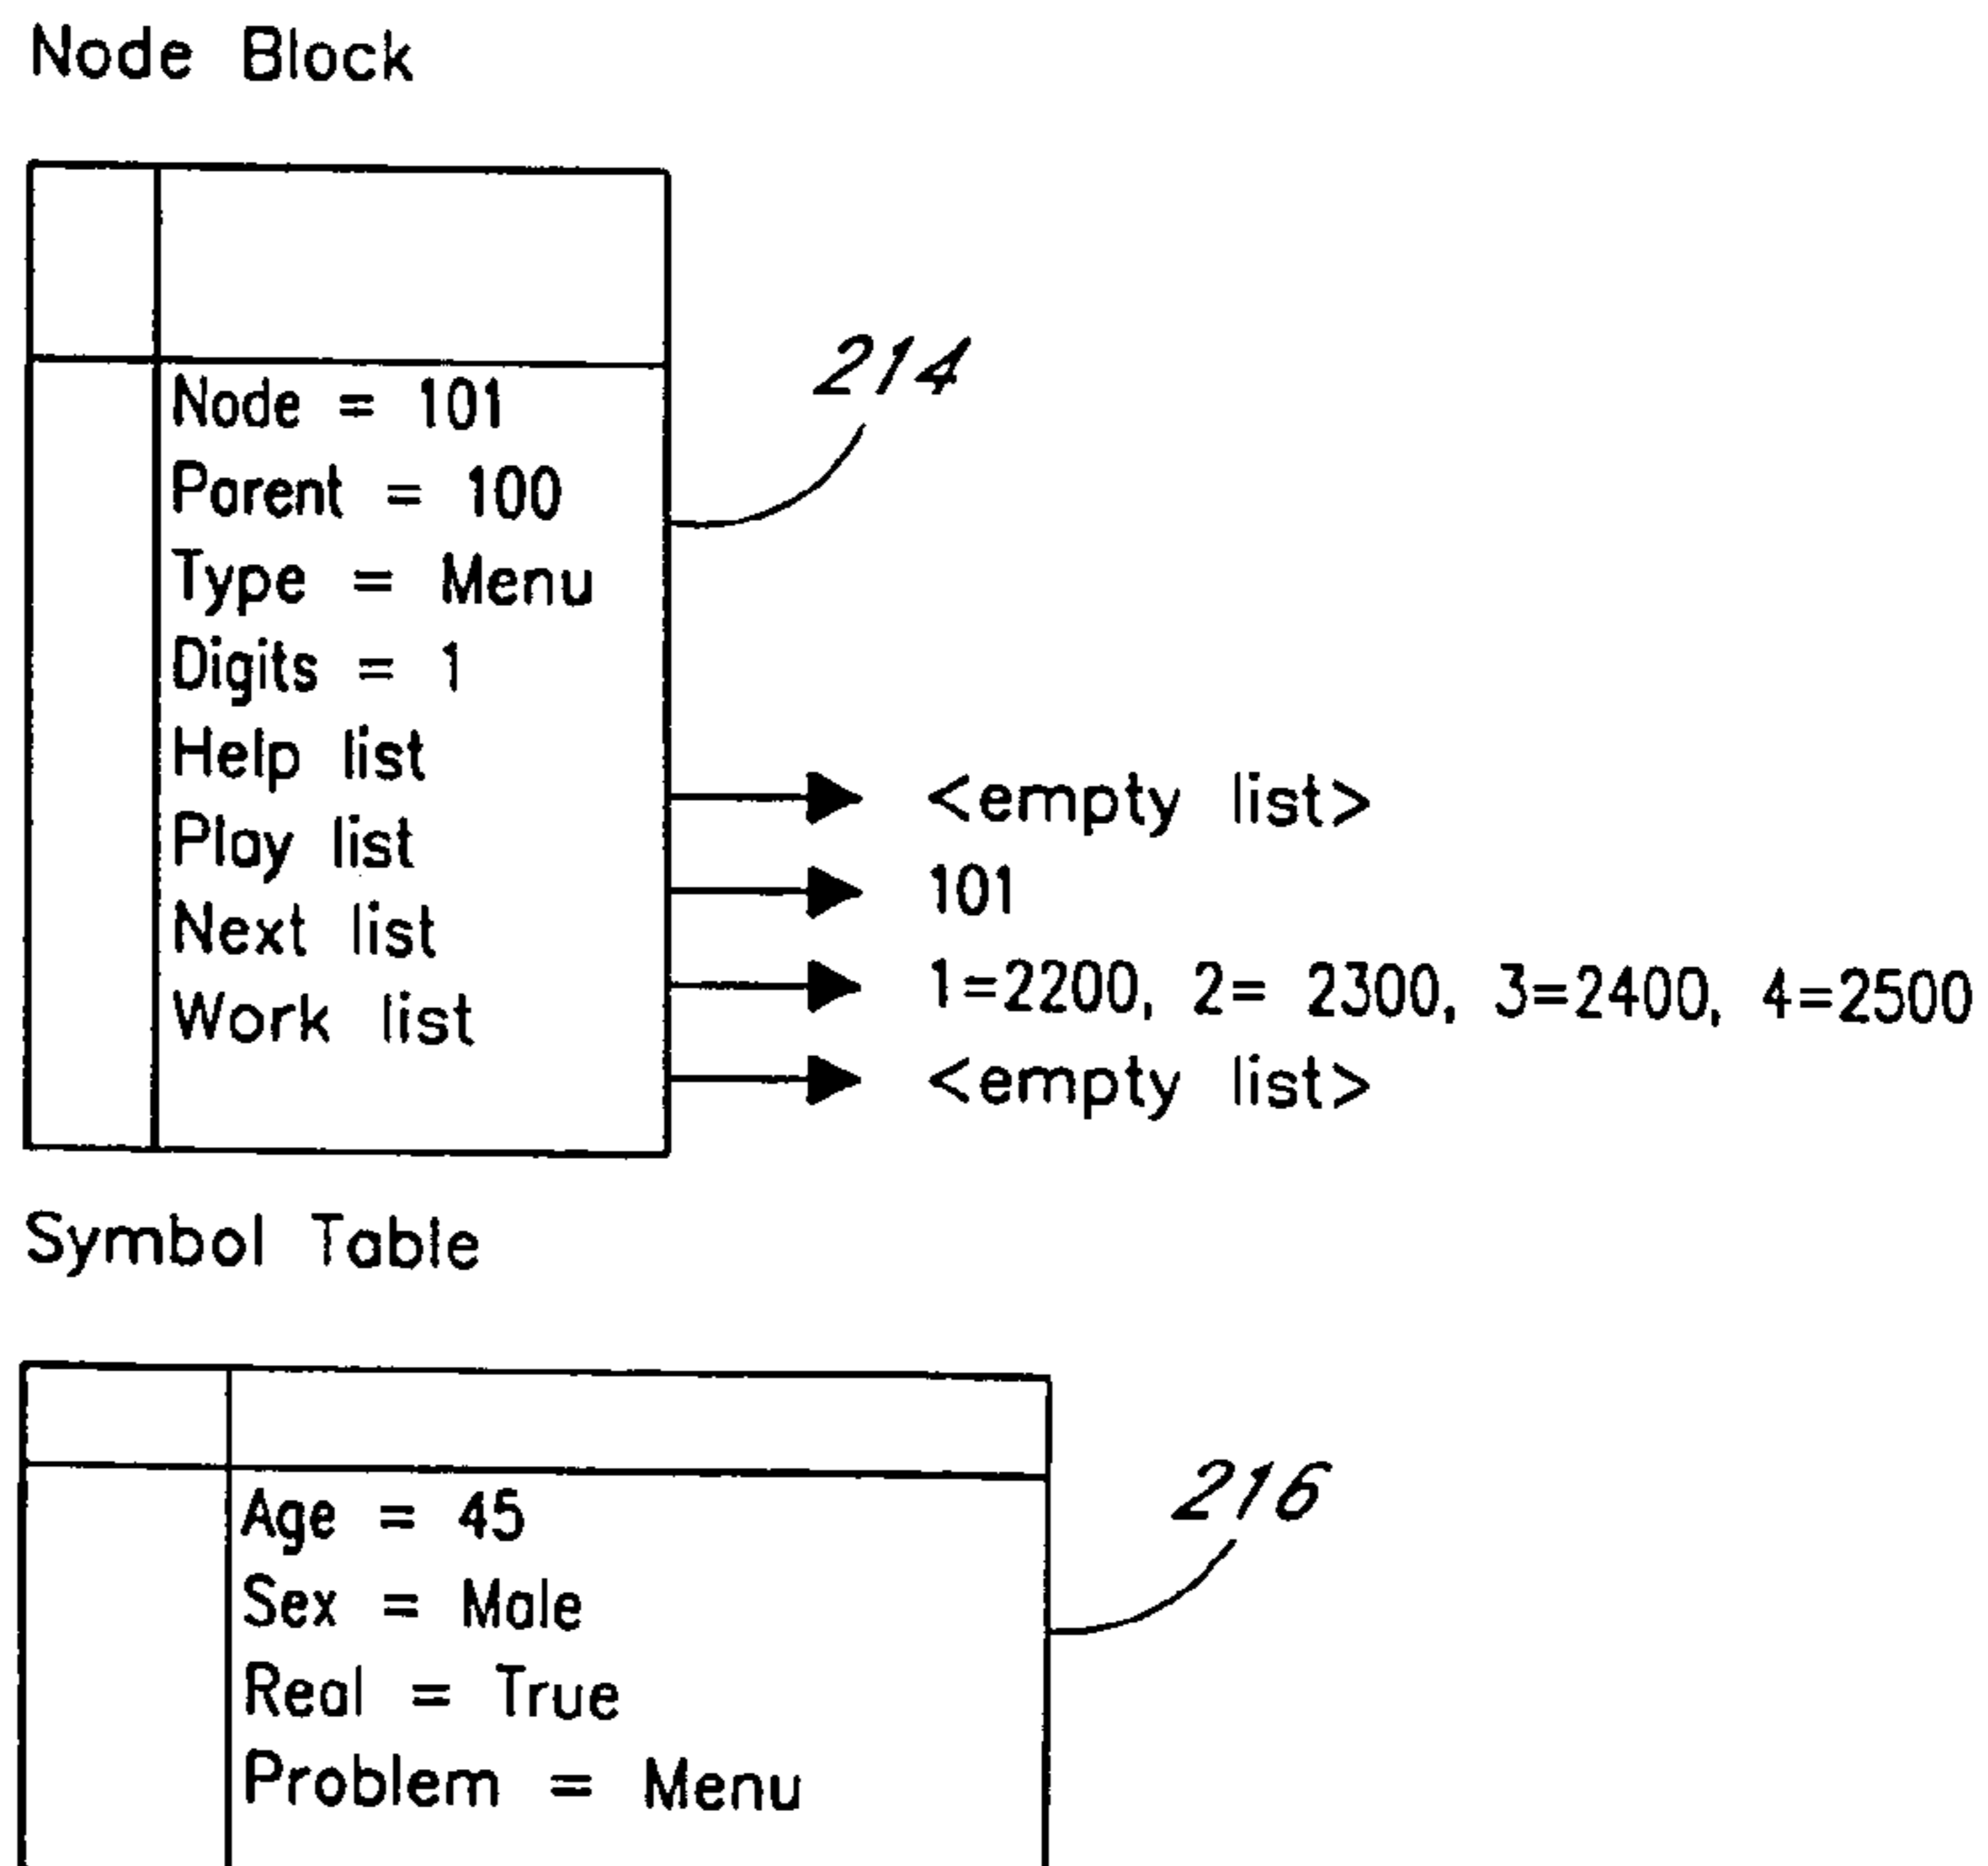 Node Block
214
Node = 101
Parent = 100
Type = Menu
Digits = 1
Help list
<empty list>
Play list
101
Next list
1=2200, 2= 2300, 3=2400, 4=2500
Work list
<empty list>
Symbol Table
216
Age = 45
Sex = Male
Real = True
Problem = Menu